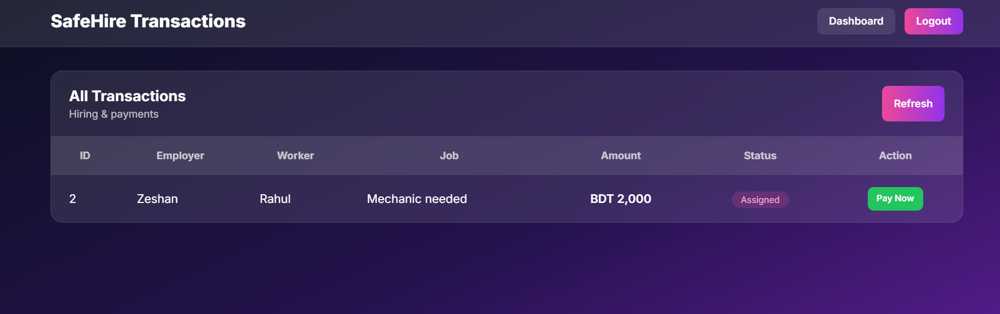 SafeHire Transactions
Dashboard
Logout
All Transactions
Hiring & payments
Refresh
ID Employer Worker Job Amount Status Action
2 Zeshan Rahul Mechanic needed BDT 2,000 Assigned Pay Now